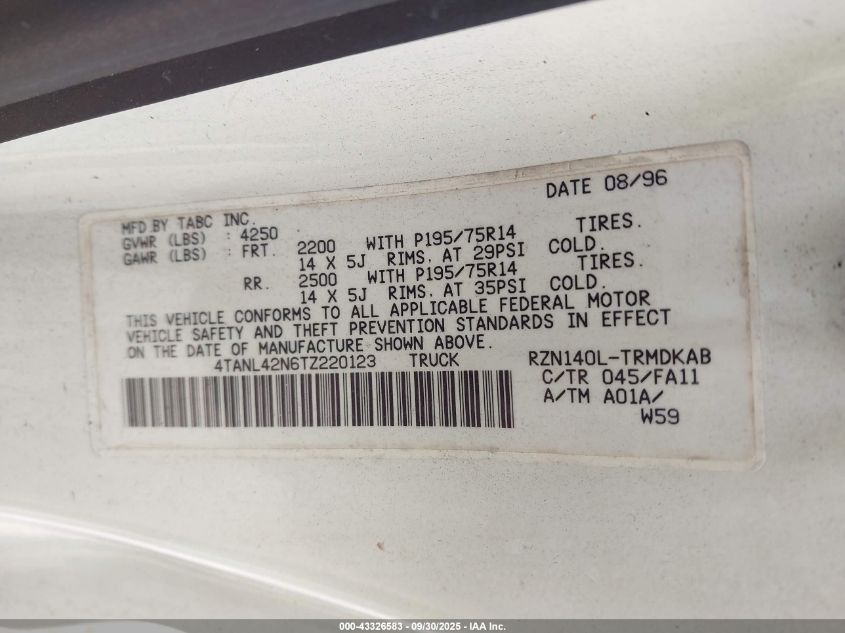 DATE 08/96
MFD BY TABC INC.
GVWR (LBS) : 4250
GAWR (LBS) : FRT. 2200 WITH P195/75R14 TIRES.
14 X 5J RIMS, AT 29PSI COLD.
RR. 2500 WITH P195/75R14 TIRES.
14 X 5J RIMS, AT 35PSI COLD.
THIS VEHICLE CONFORMS TO ALL APPLICABLE FEDERAL MOTOR
VEHICLE SAFETY AND THEFT PREVENTION STANDARDS IN EFFECT
ON THE DATE OF MANUFACTURE SHOWN ABOVE.
4TANL42N6TZ220123 TRUCK RZN140L-TRMDKAB
C/TR 045/FA11
A/TM A01A/
W59
000-43326583 - 09/30/2025 - IAA Inc.